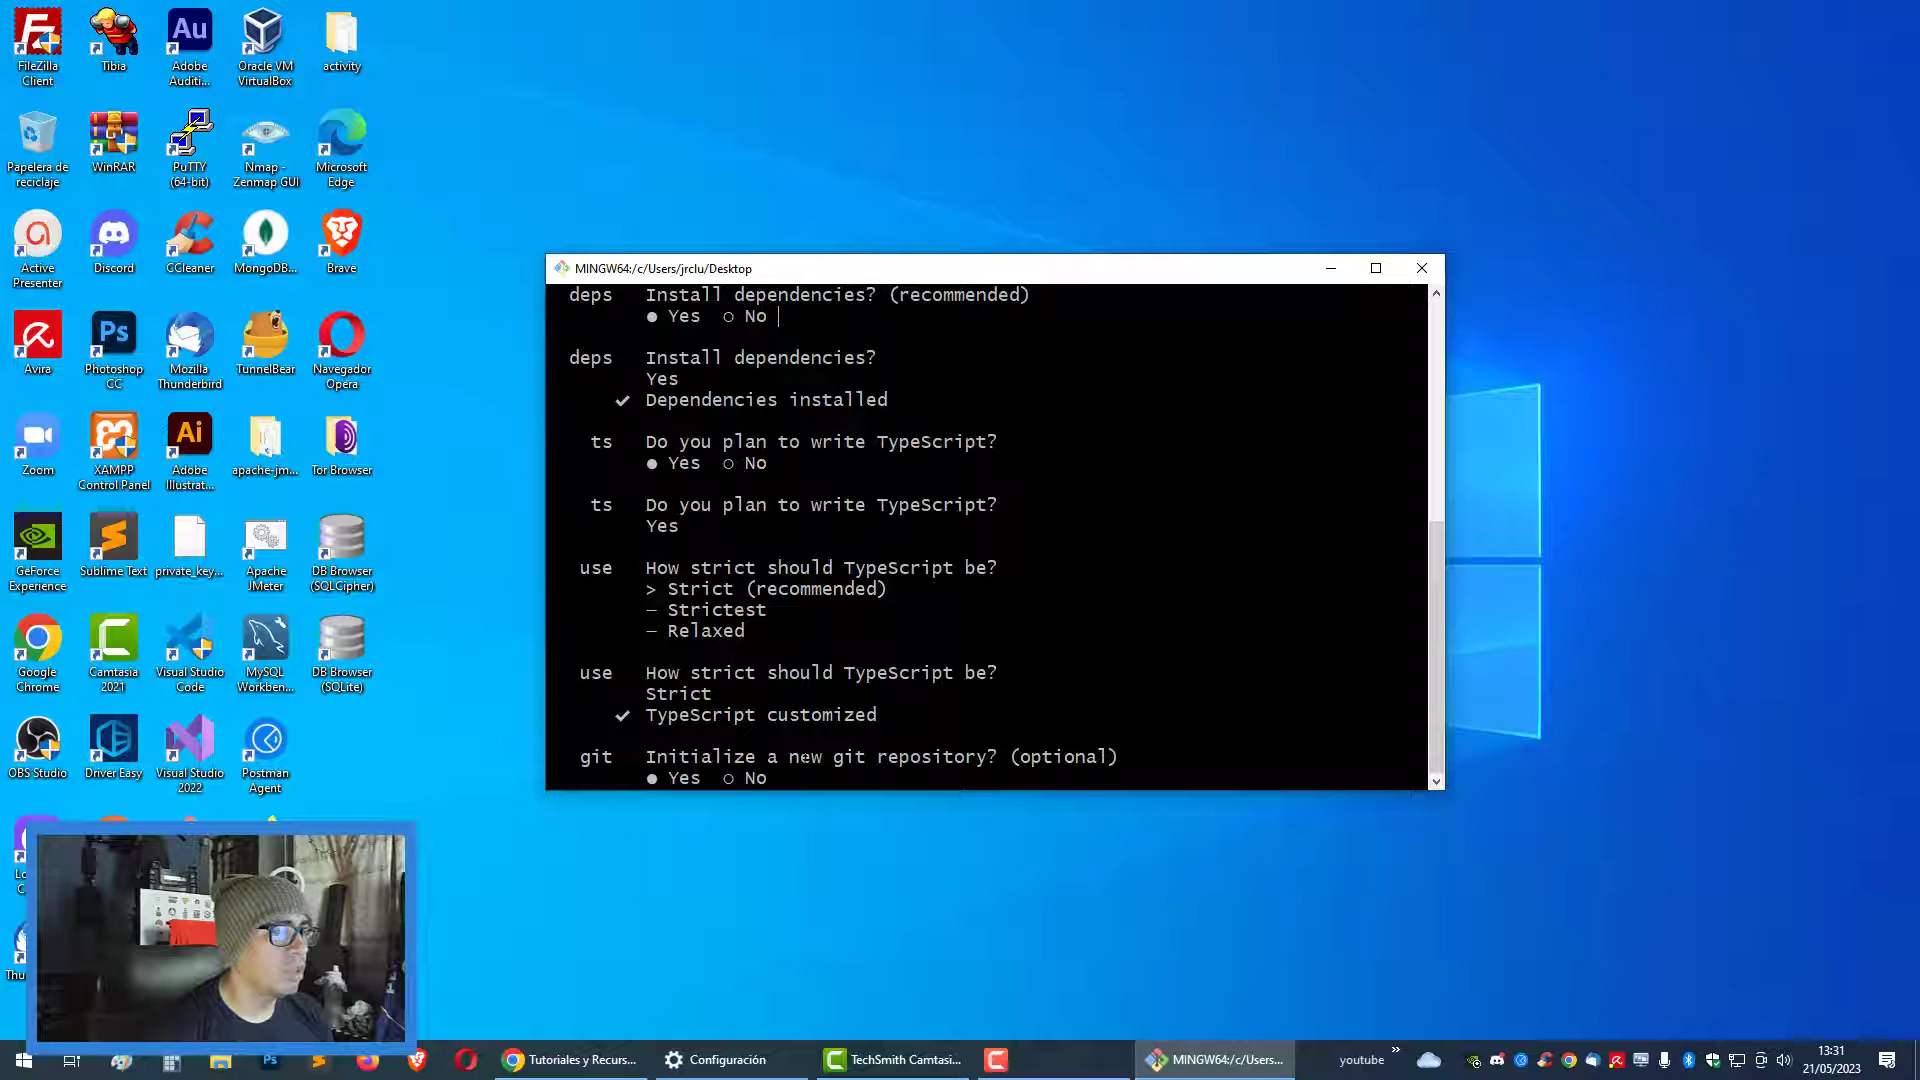 FileZilla
Client
Tibia
Au
Adobe
Auditi...
Oracle VM
VirtualBox
activity
Papelera de
reciclaje
WinRAR
PuTTY
(64-bit)
Nmap -
Zenmap GUI
Microsoft
Edge
Active
Presenter
Discord
CCleaner
MongoDB...
Brave
Avira
Ps
Photoshop
CC
Mozilla
Thunderbird
TunnelBear
Navegador
Opera
Zoom
XAMPP
Control Panel
Ai
Adobe
Illustrat...
apache-jm...
Tor Browser
GeForce
Experience
Sublime Text
private_key...
Apache
JMeter
DB Browser
(SQLCipher)
Google
Chrome
Camtasia
2021
Visual Studio
Code
MySQL
Workben...
DB Browser
(SQLite)
OBS Studio
Driver Easy
Visual Studio
2022
Postman
Agent
MINGW64:/c/Users/jrclu/Desktop
deps Install dependencies? (recommended)
● Yes ○ No
deps Install dependencies?
Yes
✔ Dependencies installed
ts Do you plan to write TypeScript?
● Yes ○ No
ts Do you plan to write TypeScript?
Yes
use How strict should TypeScript be?
> Strict (recommended)
— Strictest
— Relaxed
use How strict should TypeScript be?
Strict
✔ TypeScript customized
git Initialize a new git repository? (optional)
● Yes ○ No
Ps
Tutoriales y Recurs...
Configuración
TechSmith Camtasi...
MINGW64:/c/Users...
youtube
»
13:31
21/05/2023